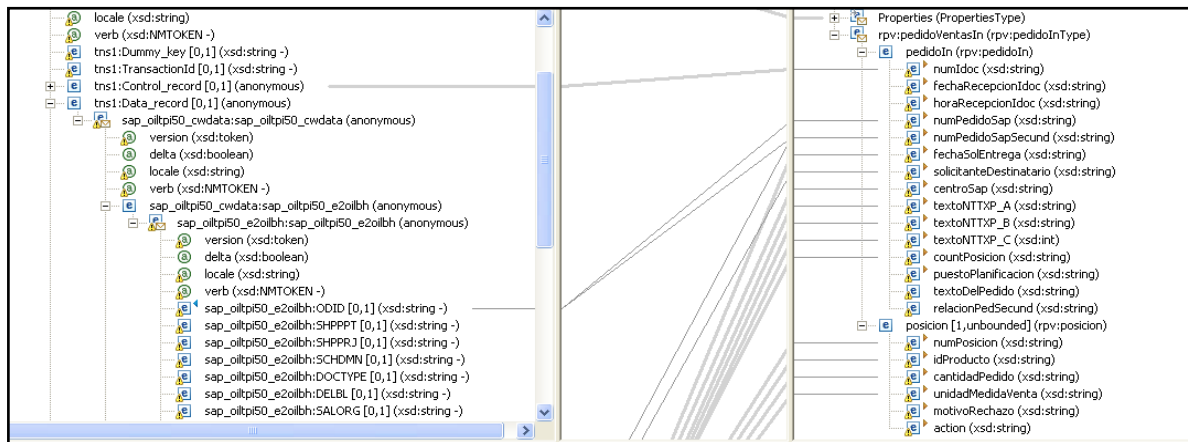 locale (xsd:string)
verb (xsd:NMTOKEN)
tns1:Dummy_key [0,1] (xsd:string -)
tns1:TransactionId [0,1] (xsd:string -)
tns1:Control_record [0,1] (anonymous)
tns1:Data_record [0,1] (anonymous)
sap_oiltpi50_cwdata:sap_oiltpi50_cwdata (anonymous)
version (xsd:token)
delta (xsd:boolean)
locale (xsd:string)
verb (xsd:NMTOKEN -)
sap_oiltpi50_cwdata:sap_oiltpi50_e2oilbh (anonymous)
sap_oiltpi50_e2oilbh:sap_oiltpi50_e2oilbh (anonymous)
version (xsd:token)
delta (xsd:boolean)
locale (xsd:string)
verb (xsd:NMTOKEN -)
sap_oiltpi50_e2oilbh:ODID [0,1] (xsd:string -)
sap_oiltpi50_e2oilbh:SHPPPT [0,1] (xsd:string -)
sap_oiltpi50_e2oilbh:SHPPRJ [0,1] (xsd:string -)
sap_oiltpi50_e2oilbh:SCHDMN [0,1] (xsd:string -)
sap_oiltpi50_e2oilbh:DOCTYPE [0,1] (xsd:string -)
sap_oiltpi50_e2oilbh:DELBL [0,1] (xsd:string -)
sap_oiltpi50_e2oilbh:SALORG [0,1] (xsd:string -)
Properties (PropertiesType)
rpv:pedidoVentasIn (rpv:pedidoInType)
pedidoIn (rpv:pedidoIn)
numIdoc (xsd:string)
fechaRecepcionIdoc (xsd:string)
horaRecepcionIdoc (xsd:string)
numPedidoSap (xsd:string)
numPedidoSapSecund (xsd:string)
fechaSolEntrega (xsd:string)
solicitanteDestinatario (xsd:string)
centroSap (xsd:string)
textoNTTXP_A (xsd:string)
textoNTTXP_B (xsd:string)
textoNTTXP_C (xsd:int)
countPosicion (xsd:string)
puestoPlanificacion (xsd:string)
textoDelPedido (xsd:string)
relacionPedSecund (xsd:string)
posicion [1,unbounded] (rpv:posicion)
numPosicion (xsd:string)
idProducto (xsd:string)
cantidadPedido (xsd:string)
unidadMedidaVenta (xsd:string)
motivoRechazo (xsd:string)
action (xsd:string)